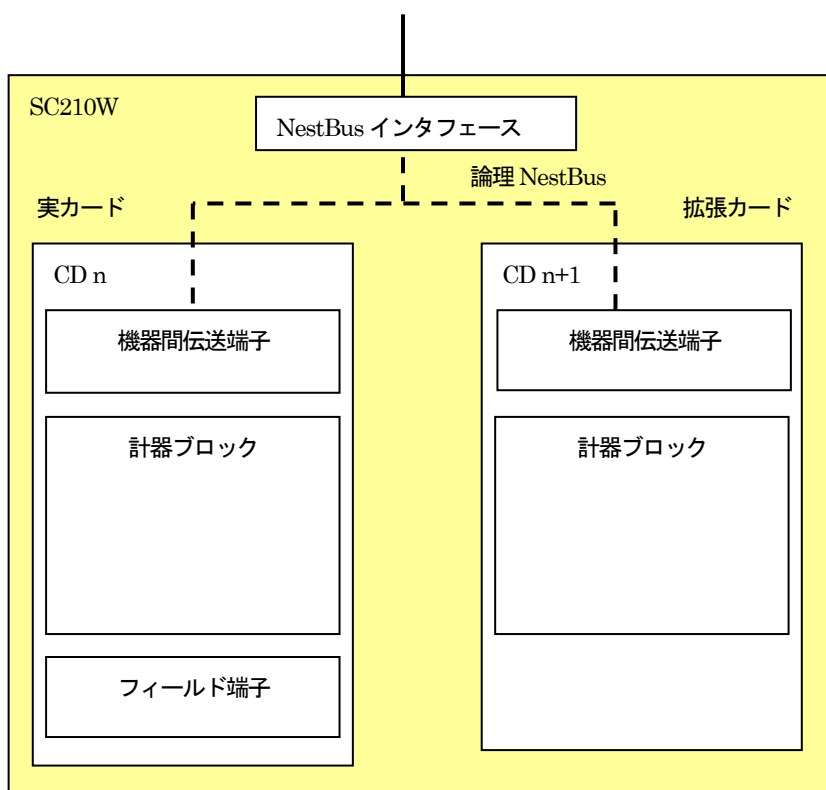 SC210W
NestBus インタフェース
論理 NestBus
実カード
拡張カード
CD n
機器間伝送端子
計器ブロック
フィールド端子
CD n+1
機器間伝送端子
計器ブロック